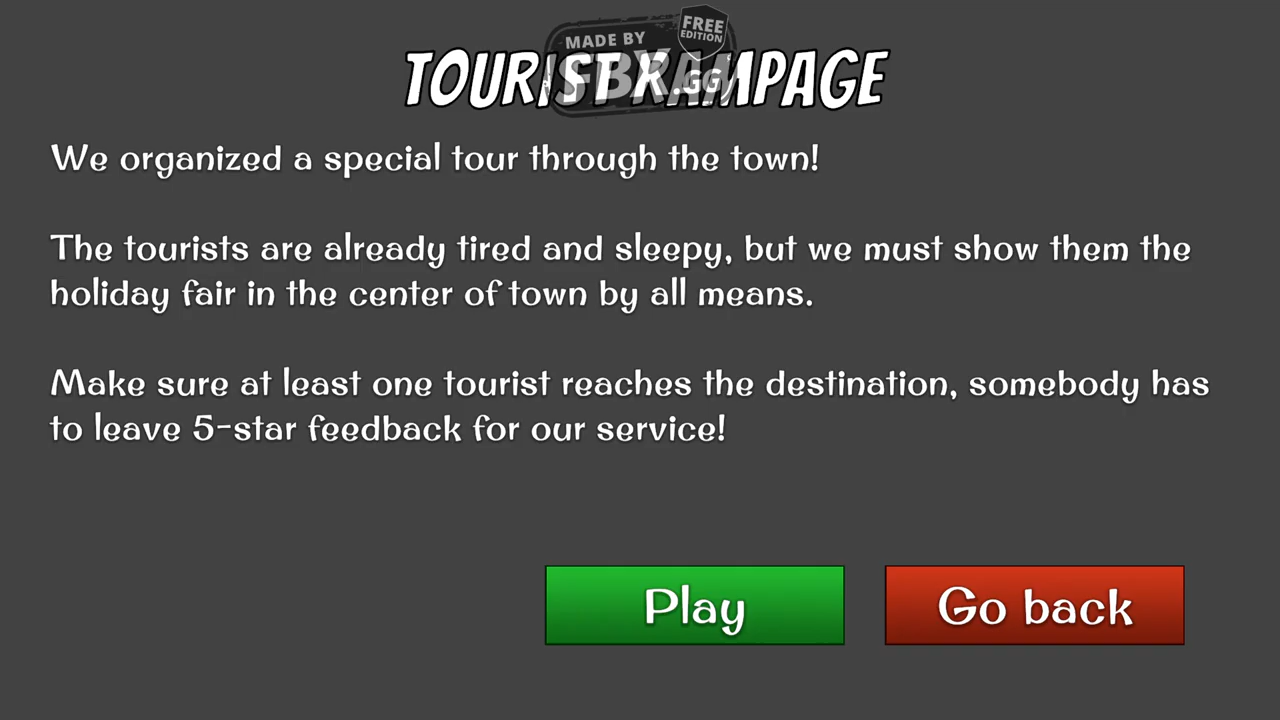 MADE BY
FREE
EDITION
TOURIST RAMPAGE
.GG
We organized a special tour through the town!
The tourists are already tired and sleepy, but we must show them the
holiday fair in the center of town by all means.
Make sure at least one tourist reaches the destination, somebody has
to leave 5-star feedback for our service!
Play
Go back